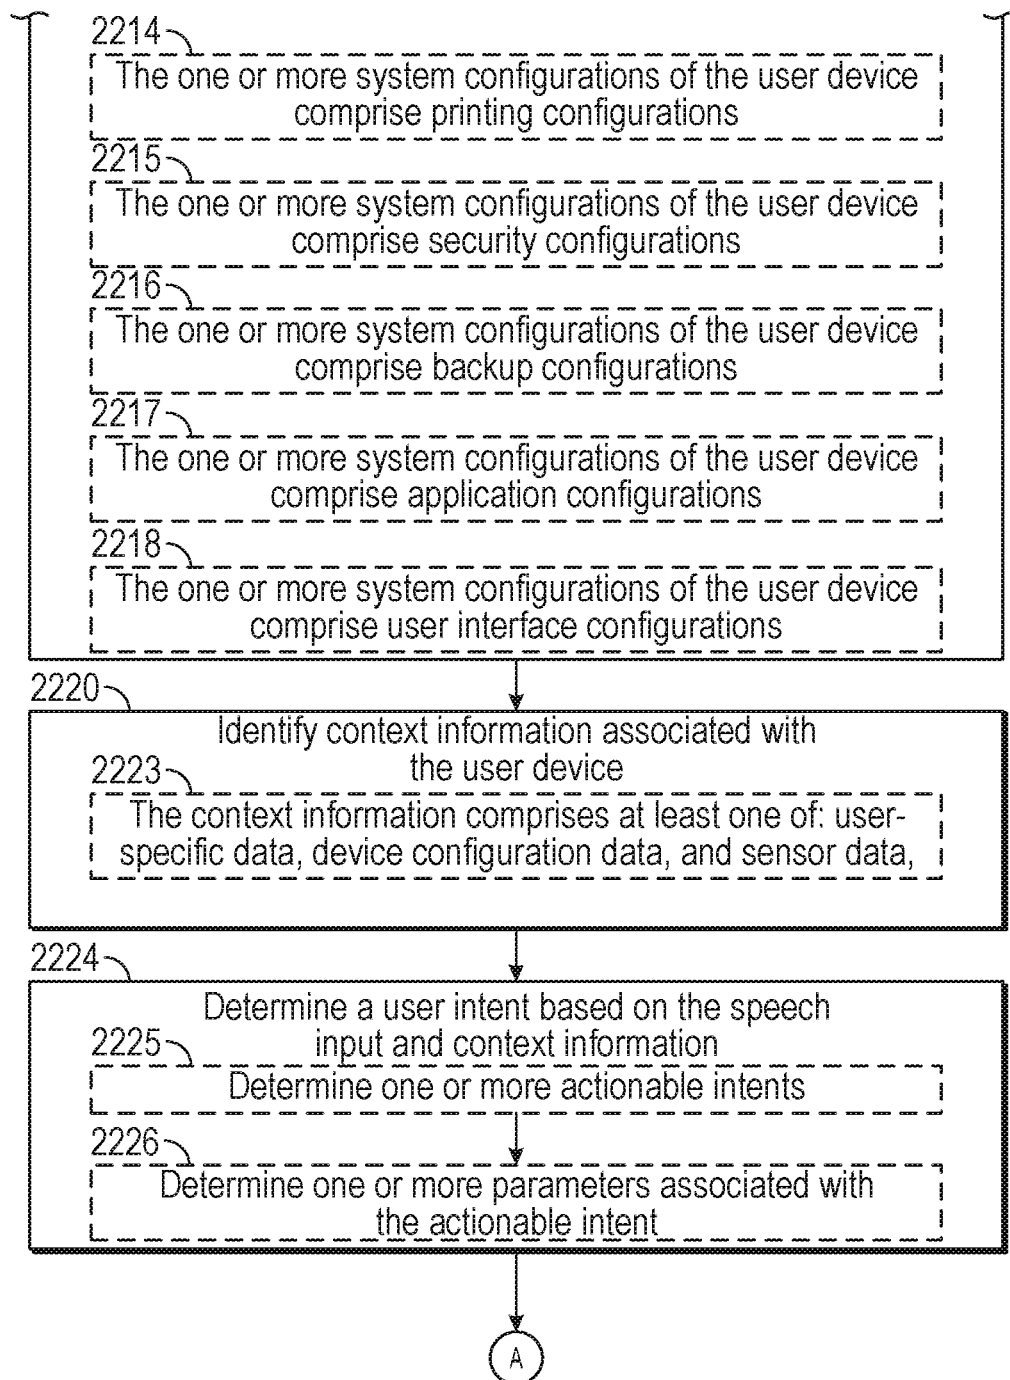 2214
The one or more system configurations of the user device
comprise printing configurations
2215
The one or more system configurations of the user device
comprise security configurations
2216
The one or more system configurations of the user device
comprise backup configurations
2217
The one or more system configurations of the user device
comprise application configurations
2218
The one or more system configurations of the user device
comprise user interface configurations
2220
Identify context information associated with
the user device
2223
The context information comprises at least one of: user-
specific data, device configuration data, and sensor data,
2224
Determine a user intent based on the speech
input and context information
2225
Determine one or more actionable intents
2226
Determine one or more parameters associated with
the actionable intent
A